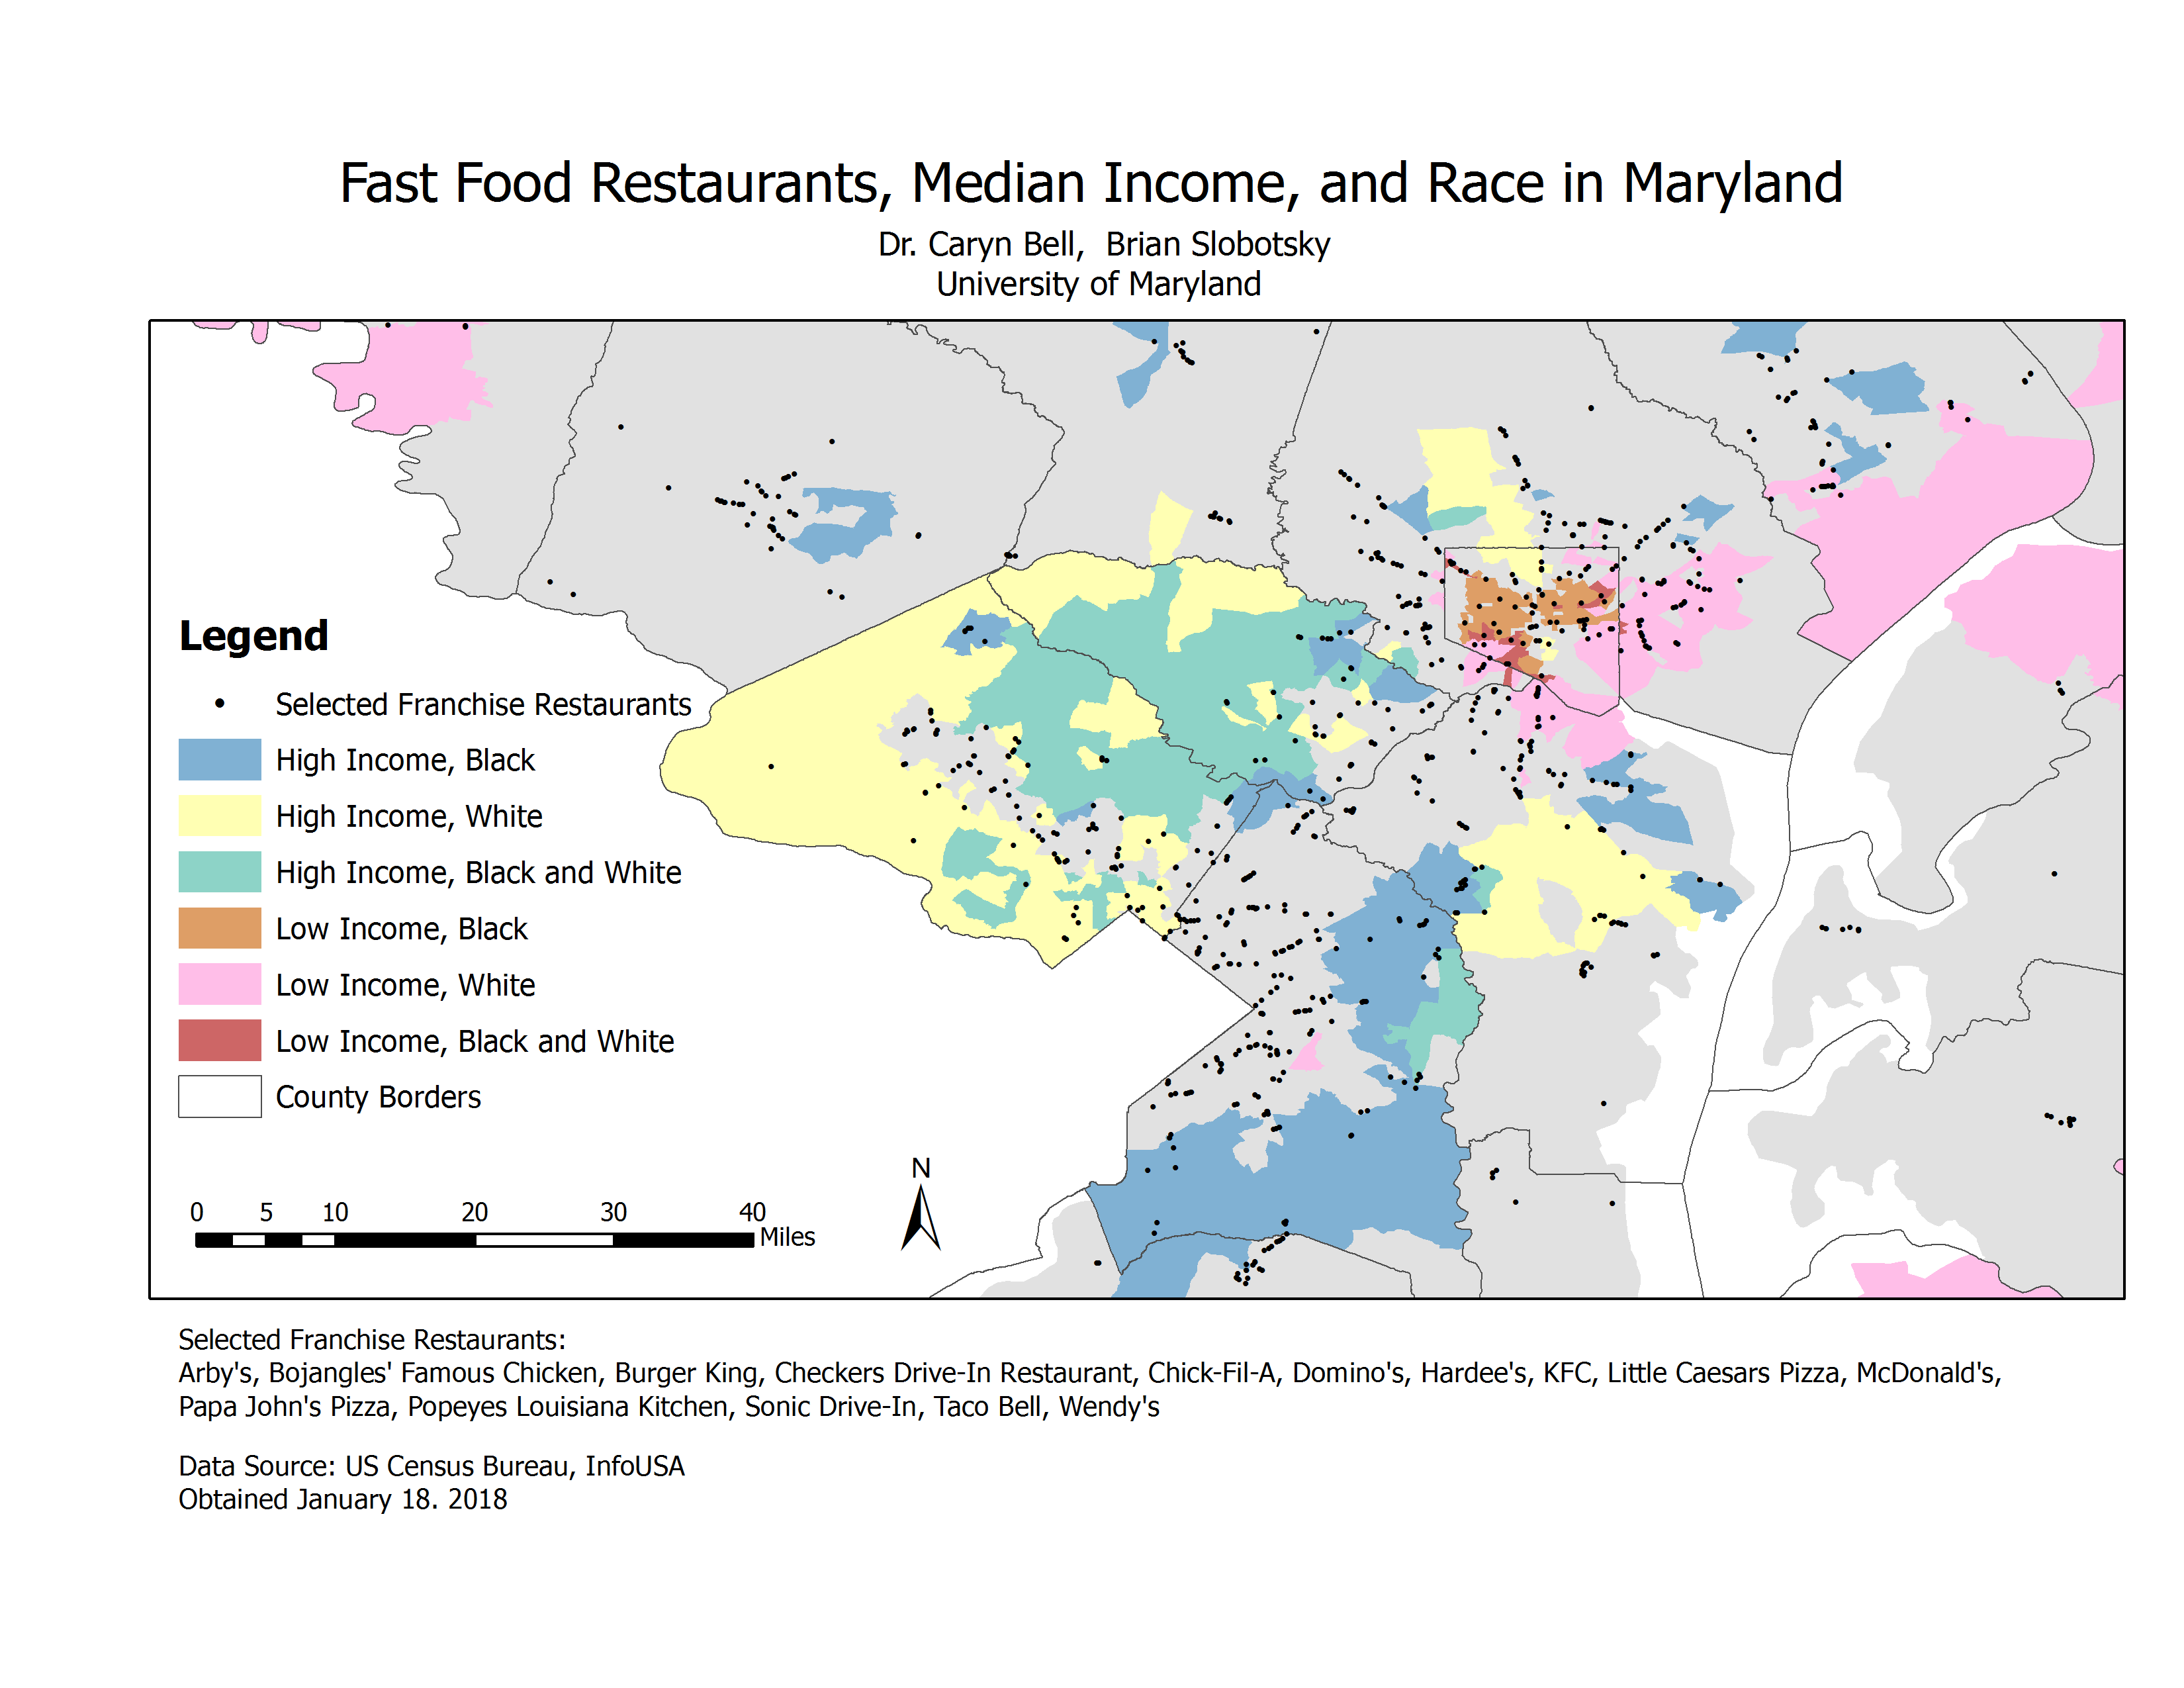 Fast Food Restaurants, Median Income, and Race in Maryland
Dr. Caryn Bell,  Brian Slobotsky
University of Maryland
Legend
Selected Franchise Restaurants
High Income, Black
High Income, White
High Income, Black and White
Low Income, Black
Low Income, White
Low Income, Black and White
County Borders
N
0 5 10 20 30 40
Miles
Selected Franchise Restaurants:
Arby's, Bojangles' Famous Chicken, Burger King, Checkers Drive-In Restaurant, Chick-Fil-A, Domino's, Hardee's, KFC, Little Caesars Pizza, McDonald's,
Papa John's Pizza, Popeyes Louisiana Kitchen, Sonic Drive-In, Taco Bell, Wendy's
Data Source: US Census Bureau, InfoUSA
Obtained January 18. 2018